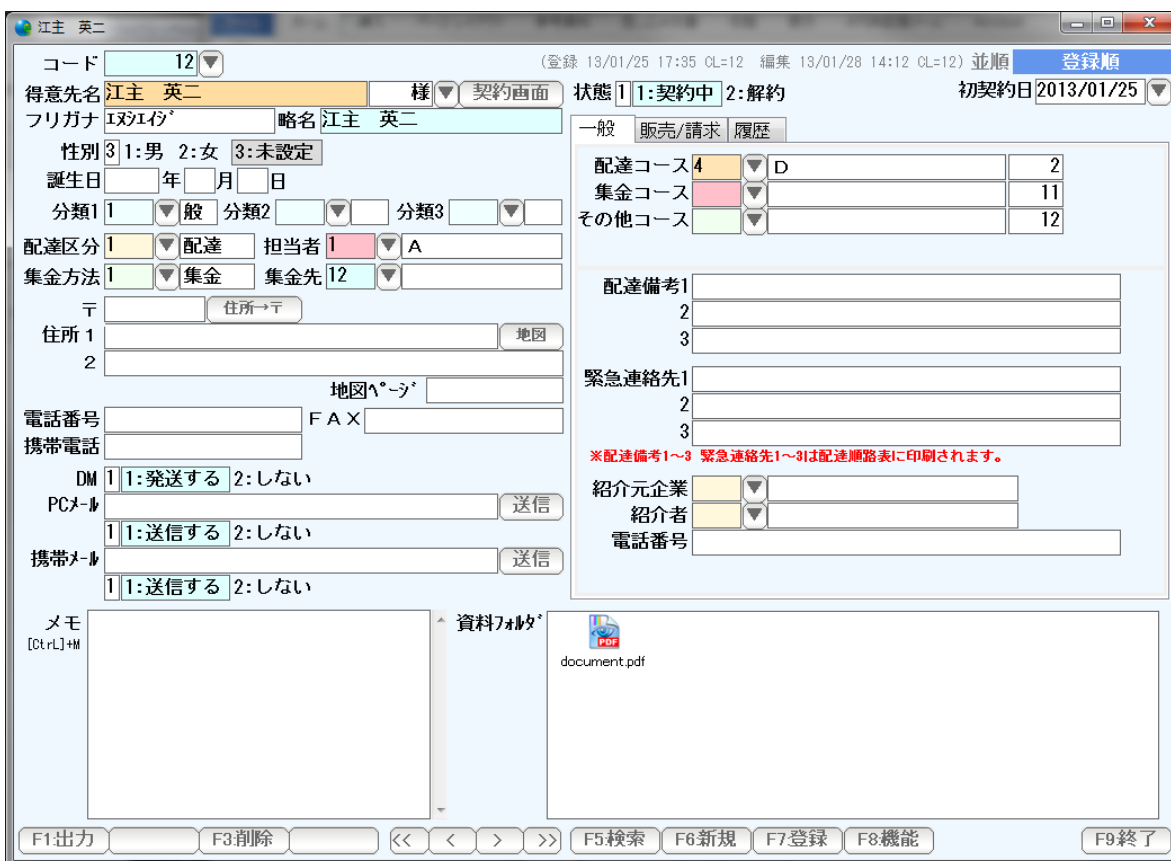 江主　英二
コード 12 (登録 13/01/25 17:35 CL=12 編集 13/01/28 14:12 CL=12) 並順 登録順
得意先名 江主　英二 様 契約画面 状態 1 1:契約中 2:解約 初契約日 2013/01/25
フリガナ ｴﾇｼｴｲｼﾞ 略名 江主　英二
一般 販売/請求 履歴
性別 3 1:男 2:女 3:未設定
誕生日 年 月 日
分類1 1 般 分類2 分類3
配達区分 1 配達 担当者 1 A
集金方法 1 集金 集金先 12
〒 住所→〒
住所１ 地図
２
地図ﾍﾟｰｼﾞ
電話番号 ＦＡＸ
携帯電話
DM 1 1:発送する 2:しない
PCﾒｰﾙ 送信
1 1:送信する 2:しない
携帯ﾒｰﾙ 送信
1 1:送信する 2:しない
配達コース 4 D 2
集金コース 11
その他コース 12
配達備考1
2
3
緊急連絡先1
2
3
※配達備考1～3 緊急連絡先1～3は配達順路表に印刷されます。
紹介元企業
紹介者
電話番号
メモ
[CtrL]+M
資料ﾌｫﾙﾀﾞ
PDF
document.pdf
F1:出力 F3:削除 << < > >> F5:検索 F6:新規 F7:登録 F8:機能 F9:終了